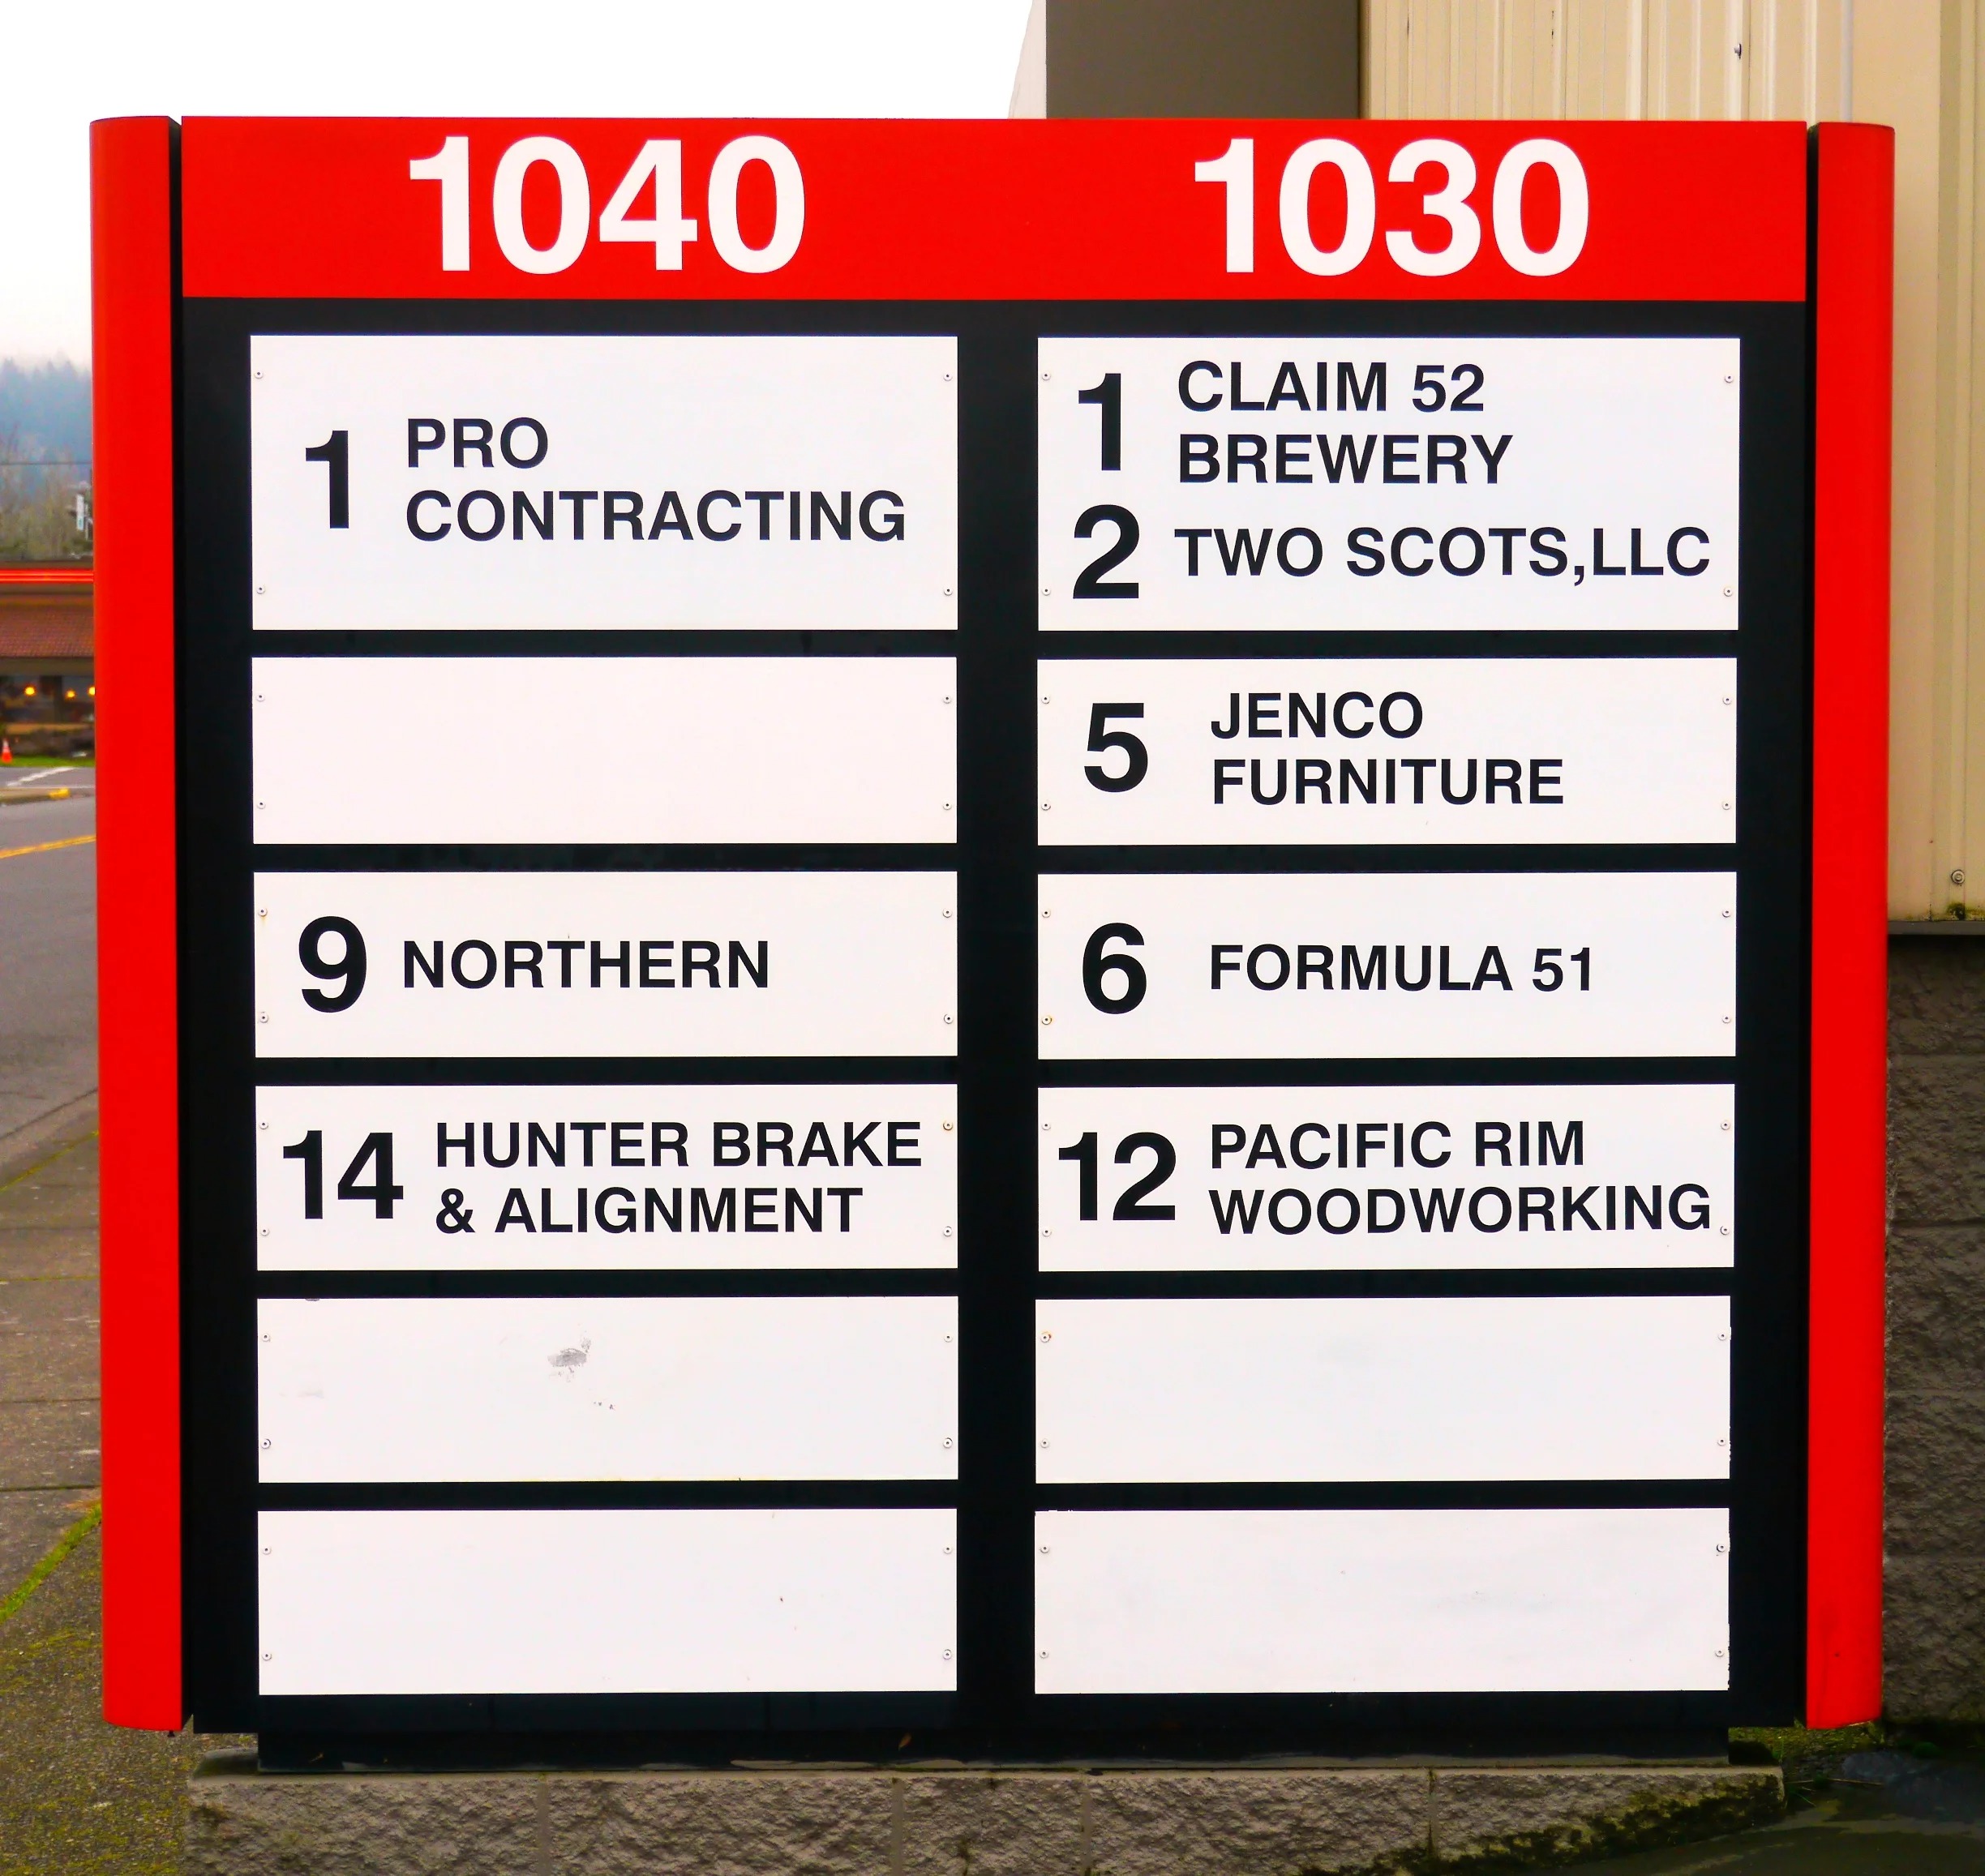 1040
1 PRO
CONTRACTING
9 NORTHERN
14 HUNTER BRAKE
& ALIGNMENT
1030
1 CLAIM 52
BREWERY
2 TWO SCOTS,LLC
5 JENCO
FURNITURE
6 FORMULA 51
12 PACIFIC RIM
WOODWORKING